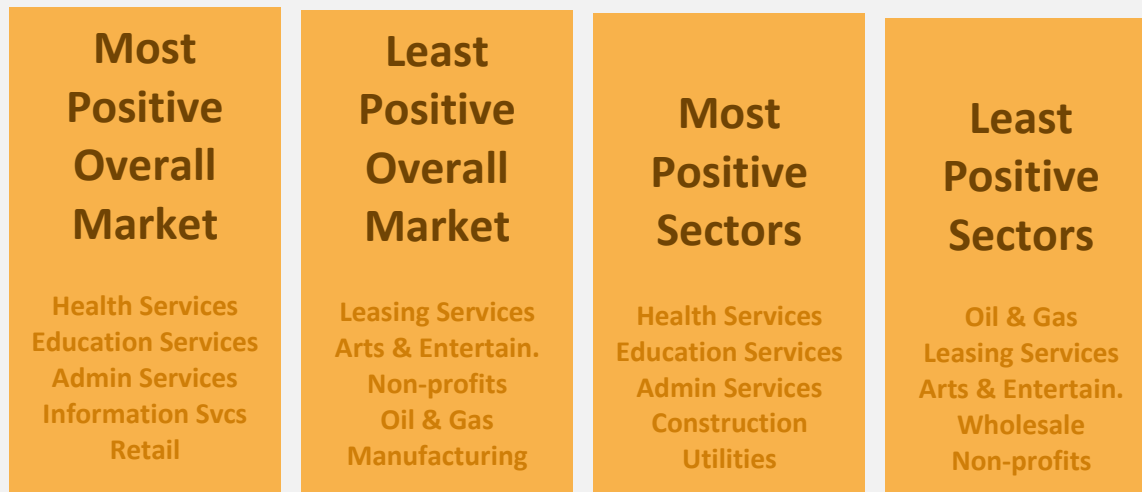 Most
Positive
Overall
Market
Health Services
Education Services
Admin Services
Information Svcs
Retail
Least
Positive
Overall
Market
Leasing Services
Arts & Entertain.
Non-profits
Oil & Gas
Manufacturing
Most
Positive
Sectors
Health Services
Education Services
Admin Services
Construction
Utilities
Least
Positive
Sectors
Oil & Gas
Leasing Services
Arts & Entertain.
Wholesale
Non-profits